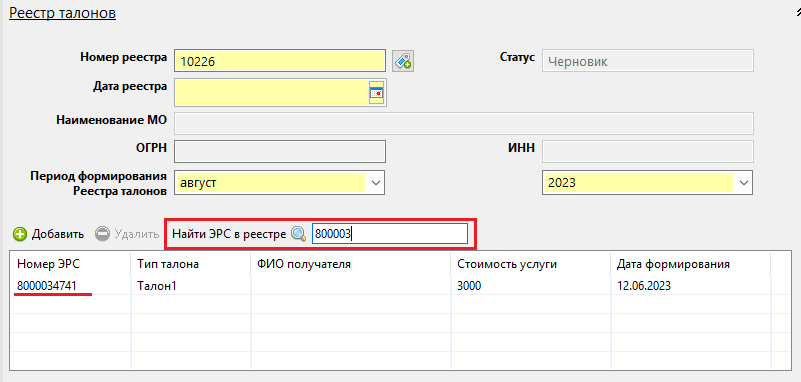 Реестр талонов
Номер реестра 10226 Статус Черновик
Дата реестра
Наименование МО
ОГРН ИНН
Период формирования
Реестра талонов август 2023
Добавить Удалить Найти ЭРС в реестре 800003
Номер ЭРС Тип талона ФИО получателя Стоимость услуги Дата формирования
8000034741 Талон1 3000 12.06.2023